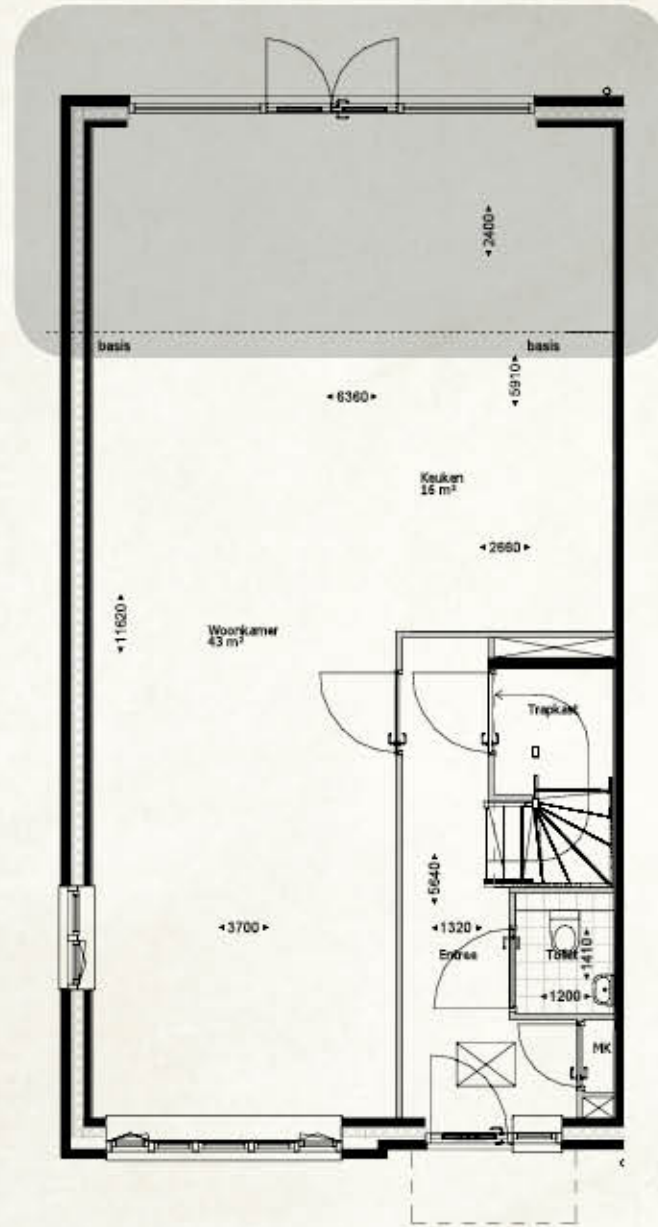 2400
basis
basis
5910
6360
Keuken
16 m²
2660
11620
Woonkamer
43 m²
Trapkast
5640
3700
1320
1410
Entree
Toilet
1200
MK